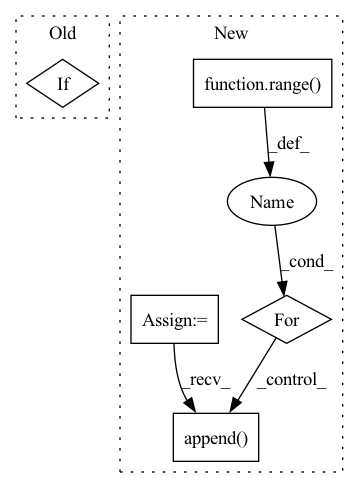 Old
New
If
function.range()
_def_
Name
_cond_
Assign:=
For
_recv_
_control_
append()